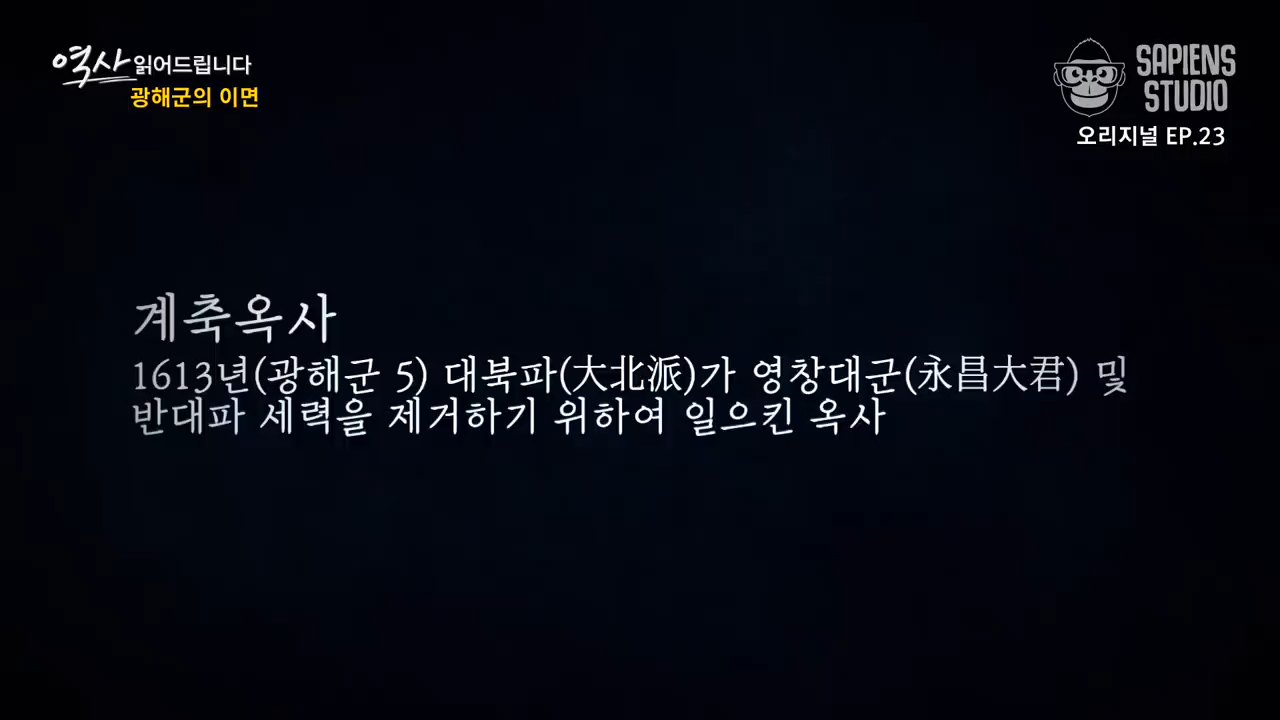 역사 읽어드립니다
광해군의 이면
SAPIENS
STUDIO
오리지널 EP.23
계축옥사
1613년(광해군 5) 대북파(大北派)가 영창대군(永昌大君) 및
반대파 세력을 제거하기 위하여 일으킨 옥사